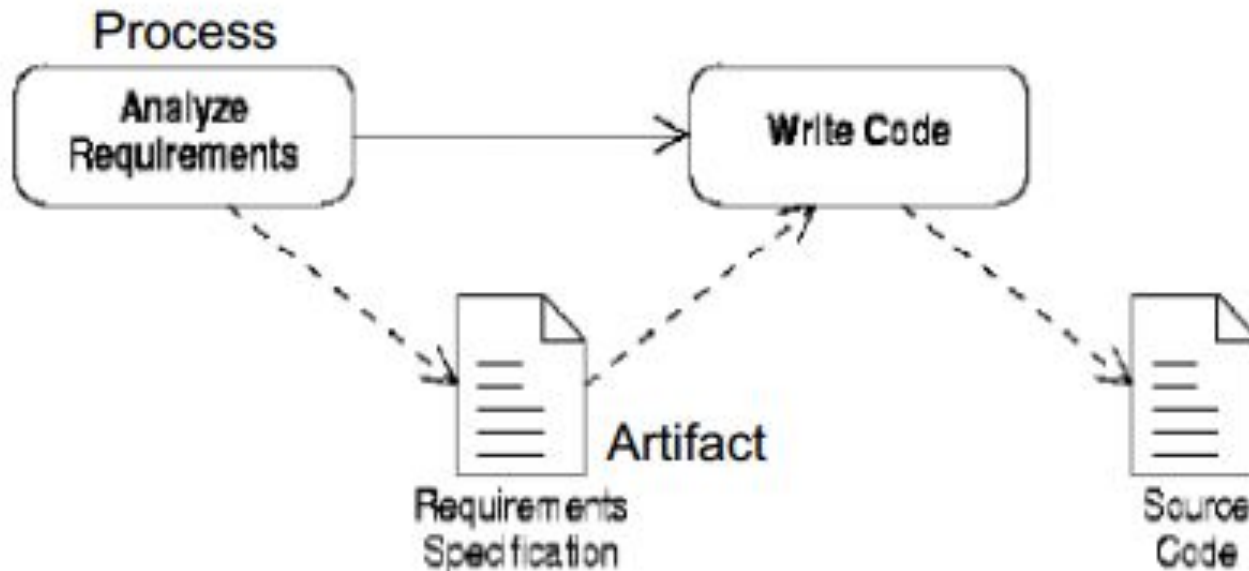 Process
Analyze
Requirements
Write Code
Artifact
Requirements
Specification
Source
Code